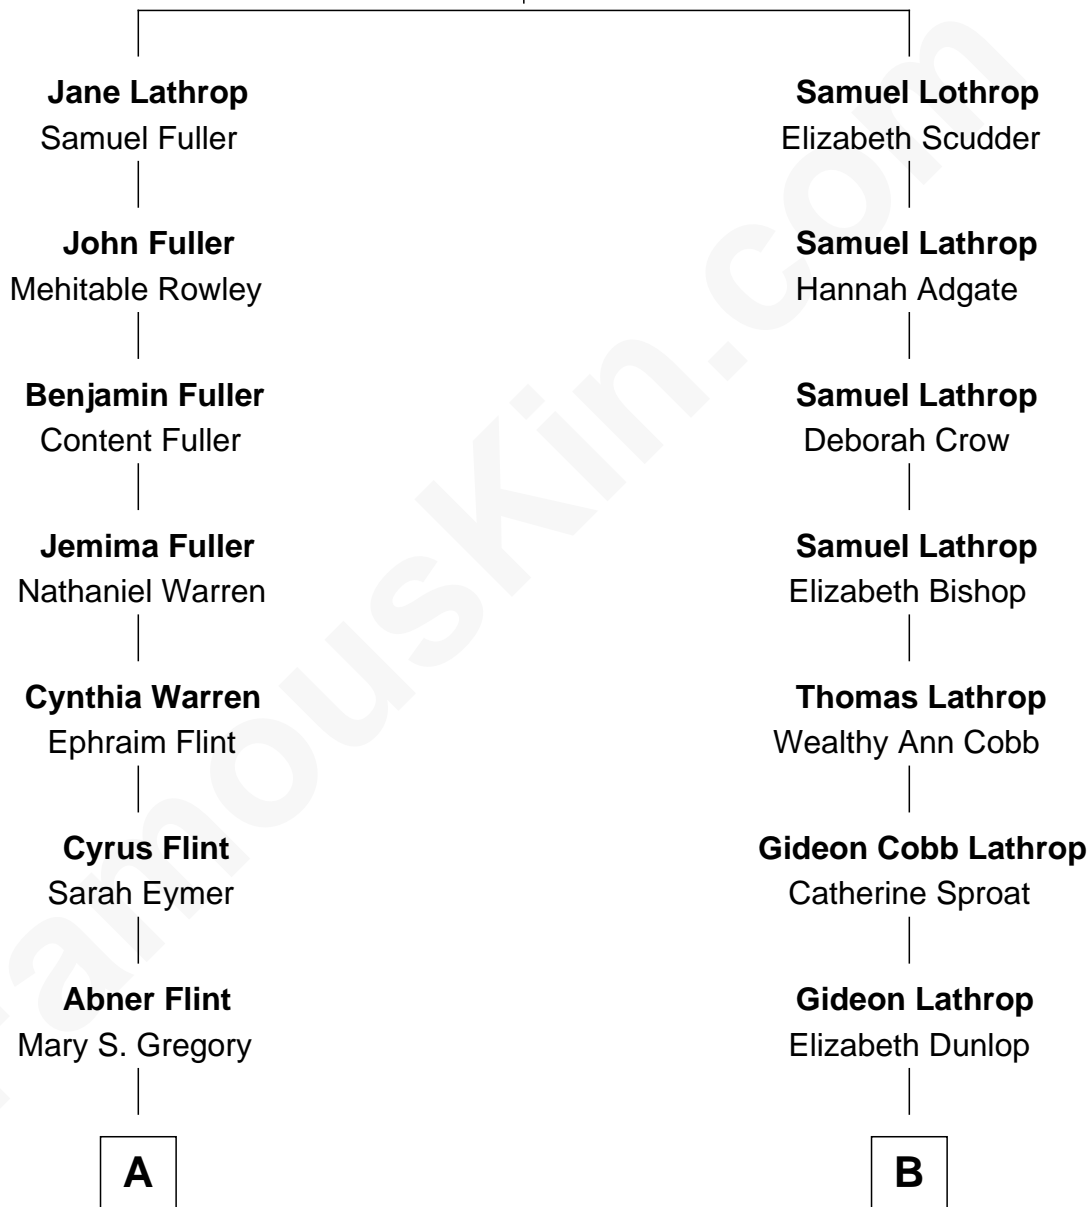 Jane Lathrop
Samuel Fuller
John Fuller
Mehitable Rowley
Benjamin Fuller
Content Fuller
Jemima Fuller
Nathaniel Warren
Cynthia Warren
Ephraim Flint
Cyrus Flint
Sarah Eymer
Abner Flint
Mary S. Gregory
A
Samuel Lothrop
Elizabeth Scudder
Samuel Lathrop
Hannah Adgate
Samuel Lathrop
Deborah Crow
Samuel Lathrop
Elizabeth Bishop
Thomas Lathrop
Wealthy Ann Cobb
Gideon Cobb Lathrop
Catherine Sproat
Gideon Lathrop
Elizabeth Dunlop
B
FamousKin.com